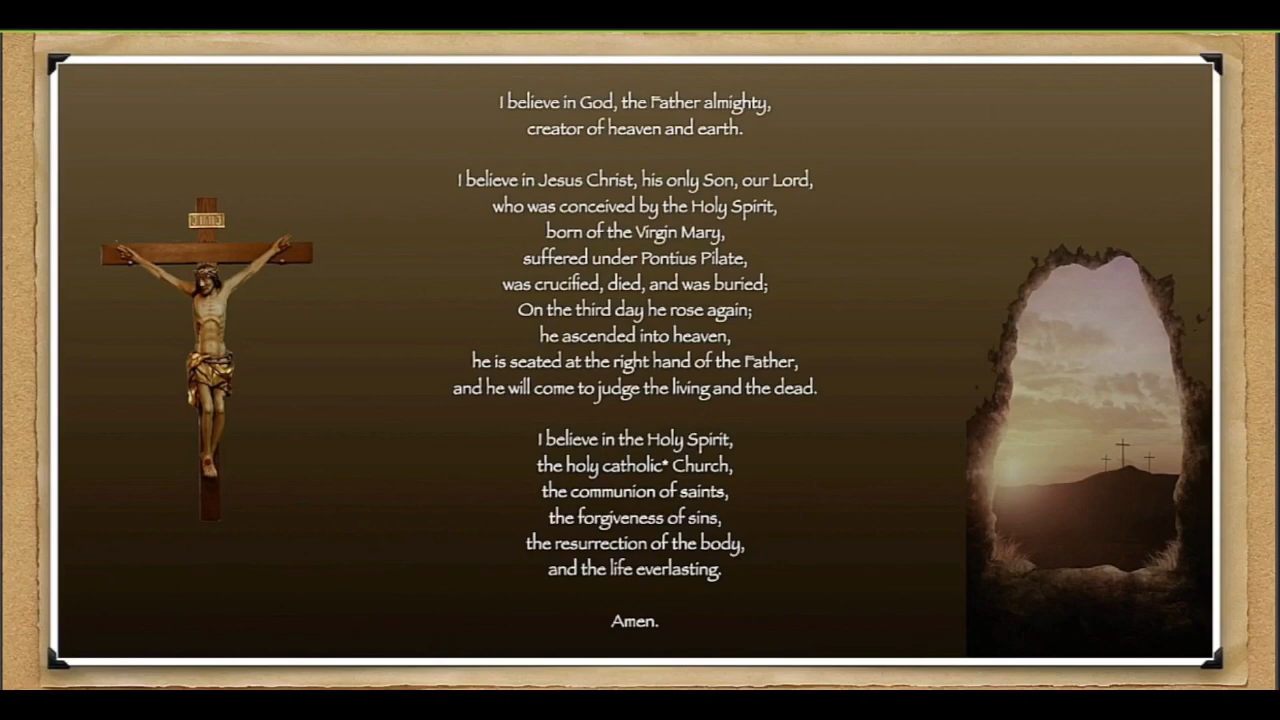 I believe in God, the Father almighty,
creator of heaven and earth.
I believe in Jesus Christ, his only Son, our Lord,
who was conceived by the Holy Spirit,
born of the Virgin Mary,
suffered under Pontius Pilate,
was crucified, died, and was buried;
On the third day he rose again;
he ascended into heaven,
he is seated at the right hand of the Father,
and he will come to judge the living and the dead.
I believe in the Holy Spirit,
the holy catholic* Church,
the communion of saints,
the forgiveness of sins,
the resurrection of the body,
and the life everlasting.
Amen.